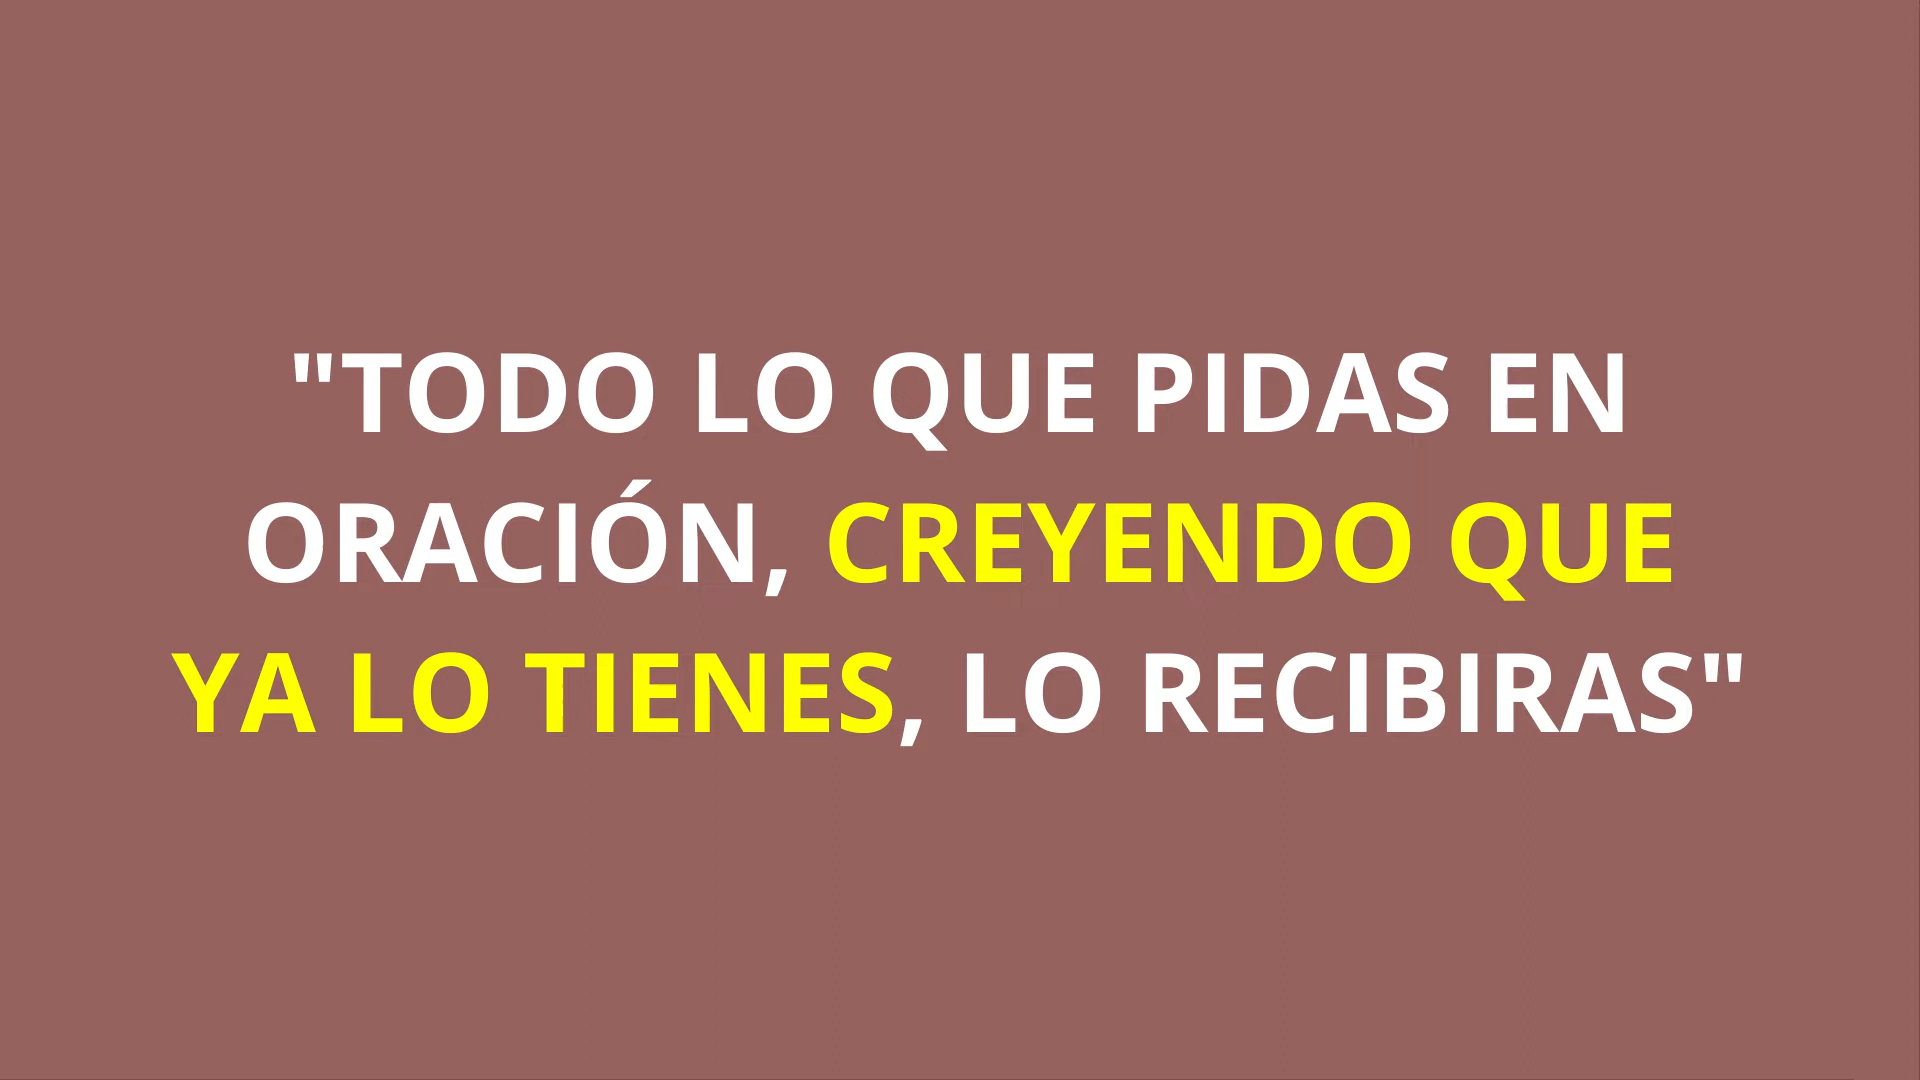 "TODO LO QUE PIDAS EN
ORACIÓN, CREYENDO QUE
YA LO TIENES, LO RECIBIRAS"